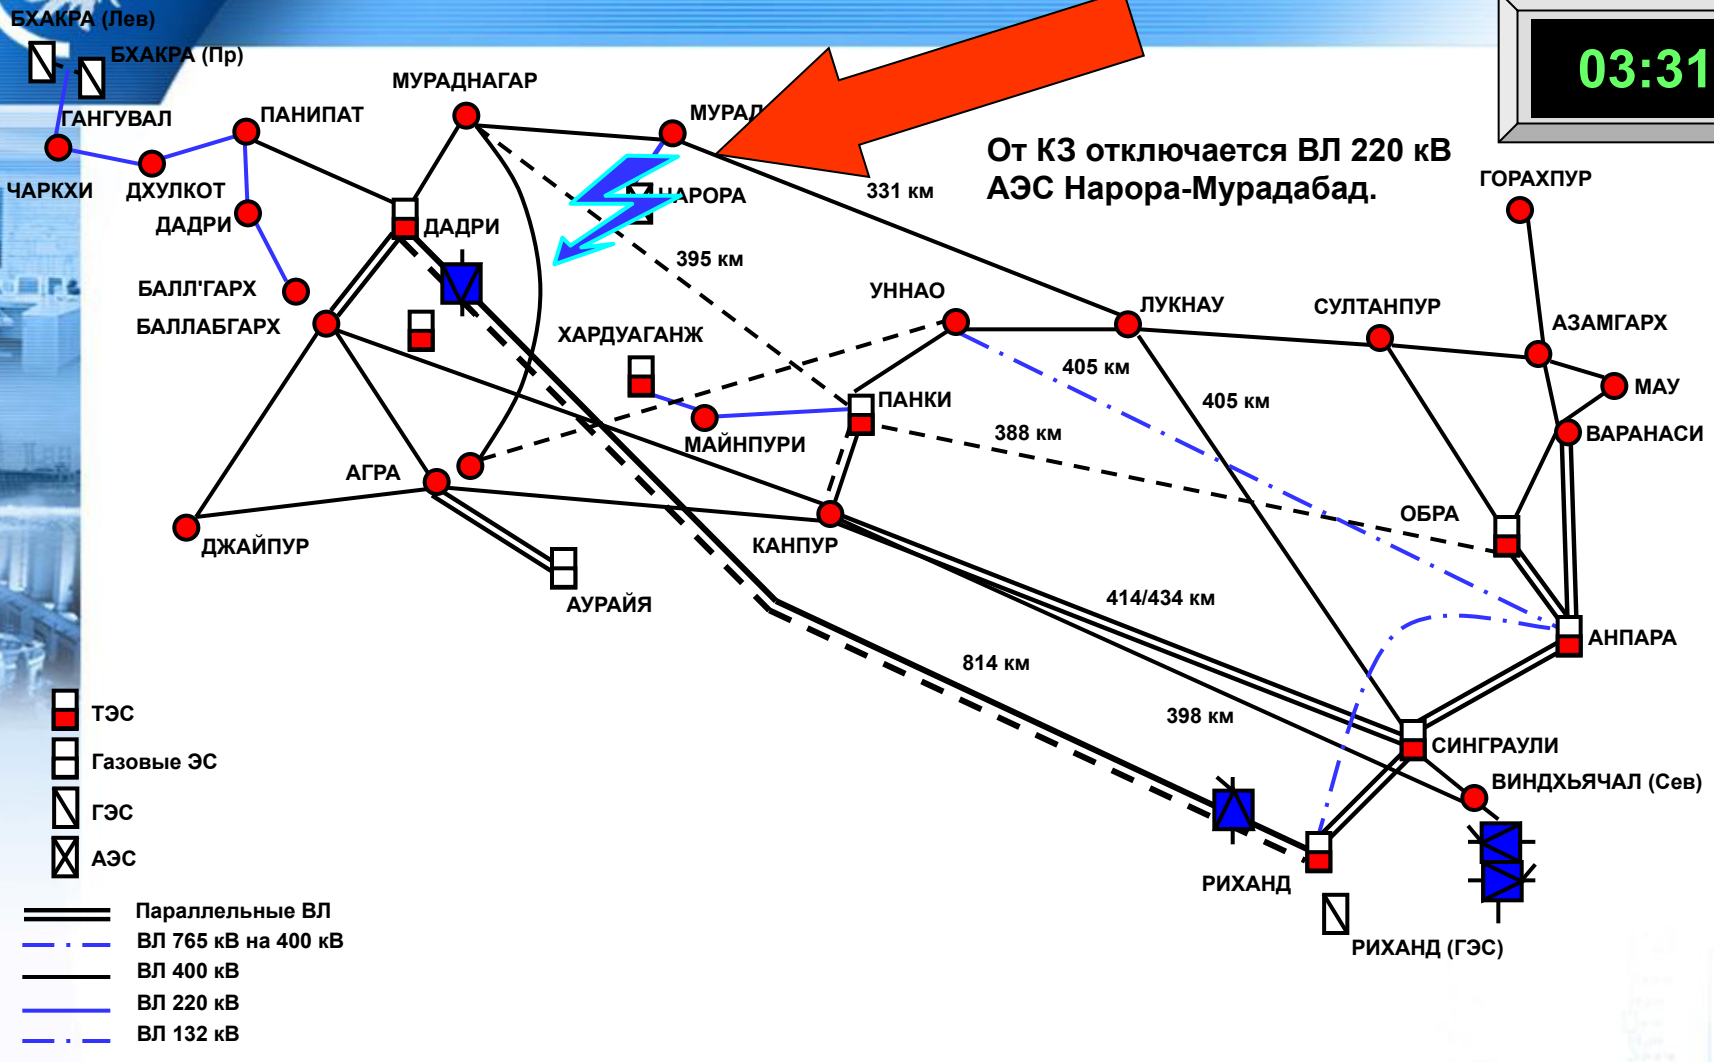 БХАКРА (Лев)
БХАКРА (Пр)
03:31
МУРАДНАГАР
ГАНГУВАЛ
ПАНИПАТ
МУРАД
От КЗ отключается ВЛ 220 кВ
АЭС Нарора-Мурадабад.
ЧАРКХИ
ДХУЛКОТ
331 км
ГОРАХПУР
АРОРА
ДАДРИ
ДАДРИ
395 км
БАЛЛ'ГАРХ
УННАО
ЛУКНАУ
СУЛТАНПУР
АЗАМГАРХ
БАЛЛАБГАРХ
ХАРДУАГАНЖ
405 км
МАУ
ПАНКИ
405 км
388 км
МАЙНПУРИ
ВАРАНАСИ
АГРА
ОБРА
ДЖАЙПУР
КАНПУР
АУРАЙЯ
414/434 км
АНПАРА
814 км
398 км
СИНГРАУЛИ
ВИНДХЬЯЧАЛ (Сев)
РИХАНД
РИХАНД (ГЭС)
ТЭС
Газовые ЭС
ГЭС
АЭС
Параллельные ВЛ
ВЛ 765 кВ на 400 кВ
ВЛ 400 кВ
ВЛ 220 кВ
ВЛ 132 кВ